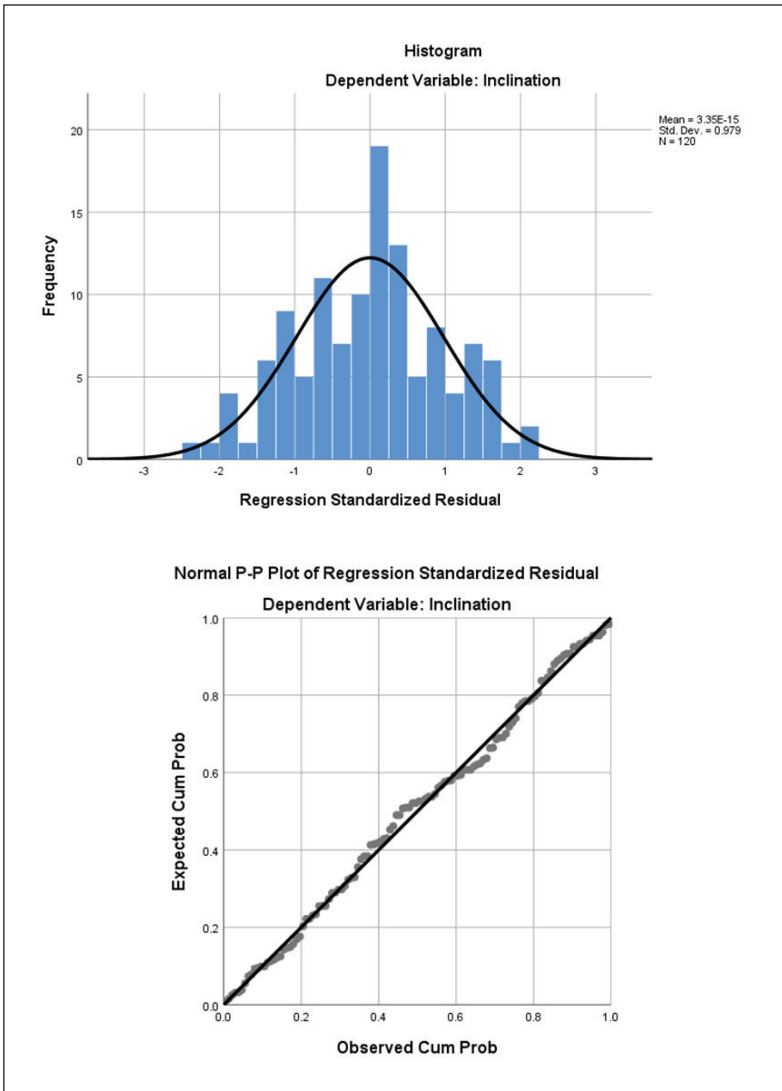 Histogram
Dependent Variable: Inclination
Mean = 3.35E-15
Std. Dev. = 0.979
N = 120
20
15
10
5
0
Frequency
-3 -2 -1 0 1 2 3
Regression Standardized Residual
Normal P-P Plot of Regression Standardized Residual
Dependent Variable: Inclination
1.0
0.8
0.6
0.4
0.2
0.0
Expected Cum Prob
0.0 0.2 0.4 0.6 0.8 1.0
Observed Cum Prob